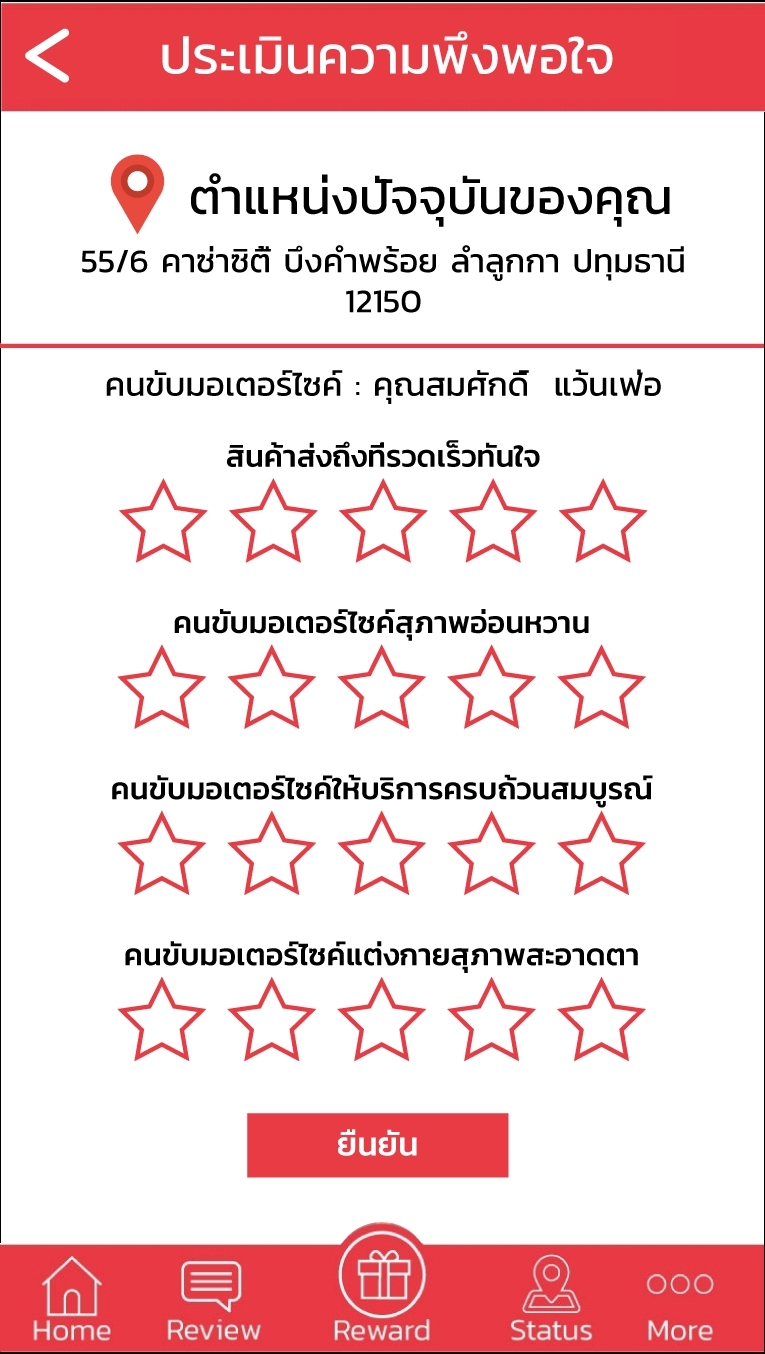 ประเมินความพึงพอใจ
ตำแหน่งปัจจุบันของคุณ
55/6 คาซ่าซิตี้ บึงคำพร้อย ลำลูกกา ปทุมธานี
12150
คนขับมอเตอร์ไซค์ : คุณสมศักดิ์ แว้นเฟ่อ
สินค้าส่งถึงที่รวดเร็วทันใจ
คนขับมอเตอร์ไซค์สุภาพอ่อนหวาน
คนขับมอเตอร์ไซค์ให้บริการครบถ้วนสมบูรณ์
คนขับมอเตอร์ไซค์แต่งกายสุภาพสะอาดตา
ยืนยัน
Home Review Reward Status More